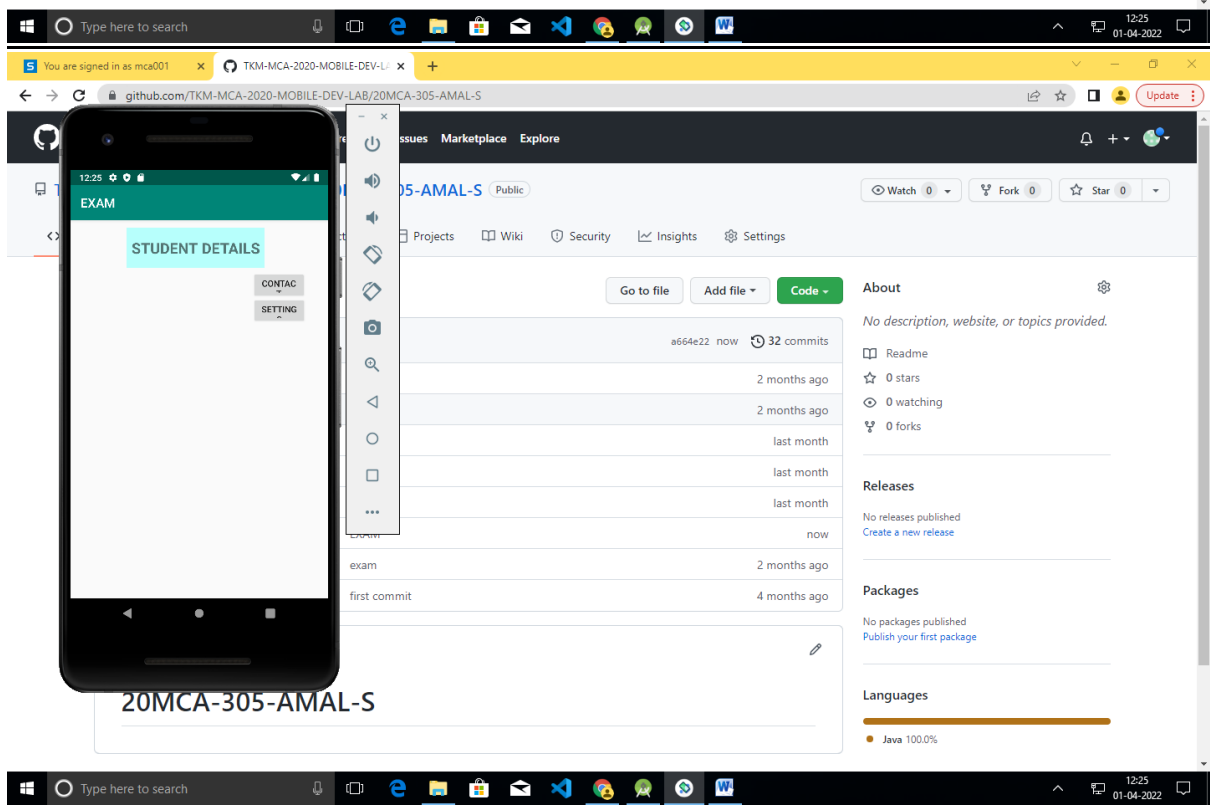 Type here to search
12:25
01-04-2022
You are signed in as mca001
TKM-MCA-2020-MOBILE-DEV-LA
github.com/TKM-MCA-2020-MOBILE-DEV-LAB/20MCA-305-AMAL-S
Update
ssues Marketplace Explore
12:25
EXAM
STUDENT DETAILS
CONTAC
SETTING
05-AMAL-S Public
Watch 0
Fork 0
Star 0
Projects
Wiki
Security
Insights
Settings
Go to file
Add file
Code
a664e22 now 32 commits
2 months ago
2 months ago
last month
last month
last month
EXAM now
exam 2 months ago
first commit 4 months ago
20MCA-305-AMAL-S
About
No description, website, or topics provided.
Readme
0 stars
0 watching
0 forks
Releases
No releases published
Create a new release
Packages
No packages published
Publish your first package
Languages
Java 100.0%
Type here to search
12:25
01-04-2022